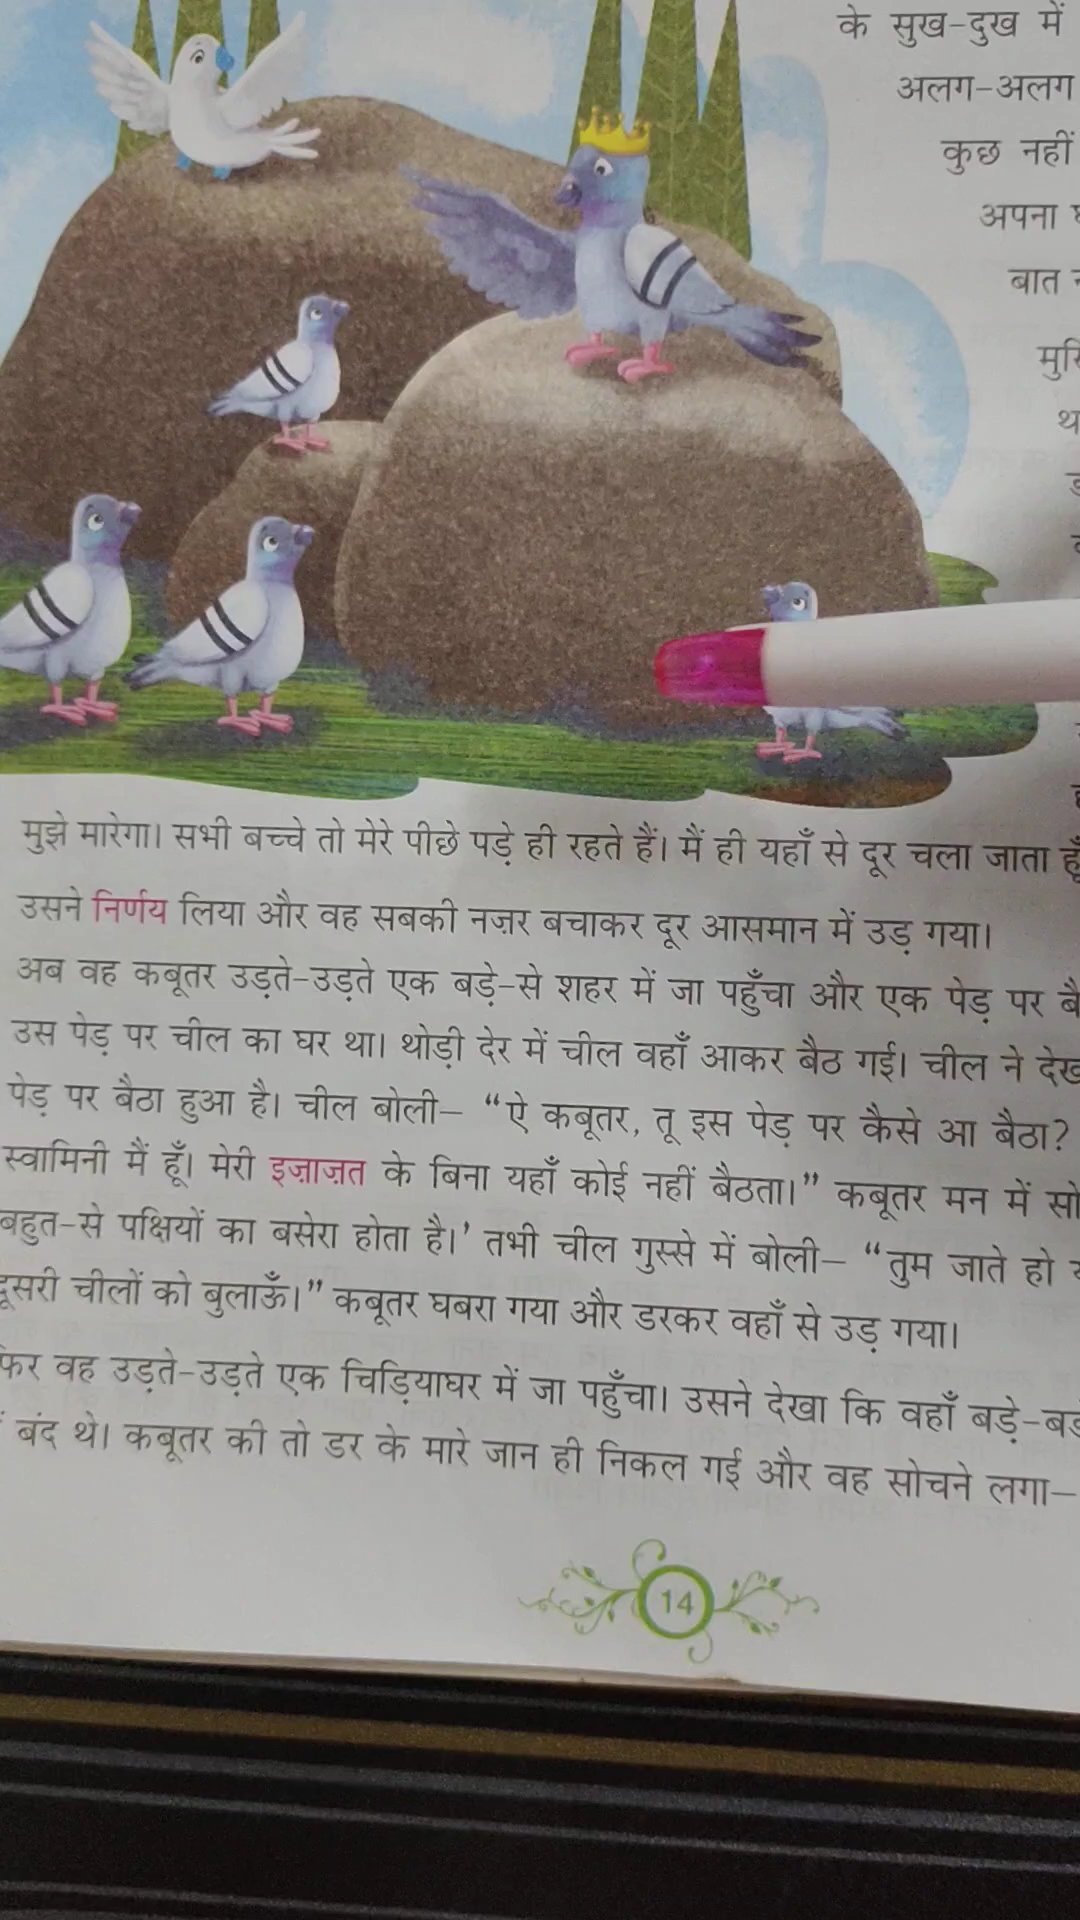 के सुख-दुख में
अलग-अलग
कुछ नहीं
अपना
बात
मुझे मारेगा। सभी बच्चे तो मेरे पीछे पड़े ही रहते हैं। मैं ही यहाँ से दूर चला जाता हूँ
उसने निर्णय लिया और वह सबकी नज़र बचाकर दूर आसमान में उड़ गया।
अब वह कबूतर उड़ते-उड़ते एक बड़े-से शहर में जा पहुँचा और एक पेड़ पर
उस पेड़ पर चील का घर था। थोड़ी देर में चील वहाँ आकर बैठ गई। चील ने
पेड़ पर बैठा हुआ है। चील बोली– “ऐ कबूतर, तू इस पेड़ पर कैसे आ बैठा?
स्वामिनी मैं हूँ। मेरी इज़ाज़त के बिना यहाँ कोई नहीं बैठता।” कबूतर मन में
बहुत-से पक्षियों का बसेरा होता है।’ तभी चील गुस्से में बोली– “तुम जाते हो
दूसरी चीलों को बुलाऊँ।” कबूतर घबरा गया और डरकर वहाँ से उड़ गया।
फिर वह उड़ते-उड़ते एक चिड़ियाघर में जा पहुँचा। उसने देखा कि वहाँ
बंद थे। कबूतर की तो डर के मारे जान ही निकल गई और वह सोचने लगा–
14